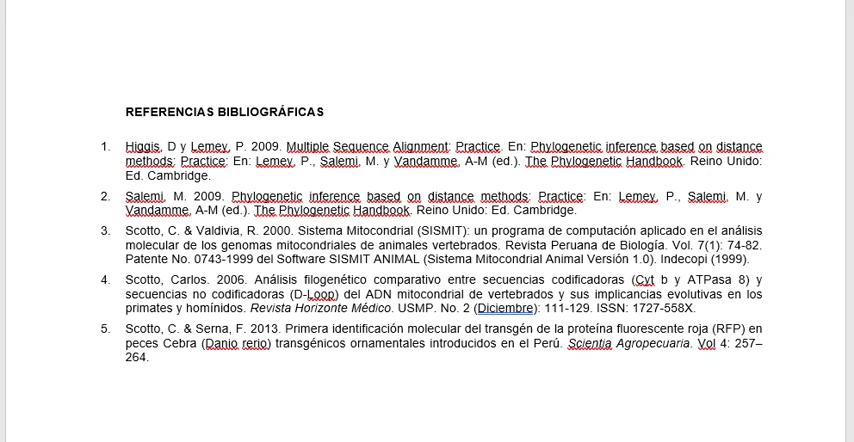 REFERENCIAS BIBLIOGRÁFICAS
1. Higgis, D y Lemey, P. 2009. Multiple Sequence Alignment: Practice. En: Phylogenetic inference based on distance
methods: Practice: En: Lemey, P., Salemi, M. y Vandamme, A-M (ed.). The Phylogenetic Handbook. Reino Unido:
Ed. Cambridge.
2. Salemi, M. 2009. Phylogenetic inference based on distance methods: Practice: En: Lemey, P., Salemi, M. y
Vandamme, A-M (ed.). The Phylogenetic Handbook. Reino Unido: Ed. Cambridge.
3. Scotto, C. & Valdivia, R. 2000. Sistema Mitocondrial (SISMIT): un programa de computación aplicado en el análisis
molecular de los genomas mitocondriales de animales vertebrados. Revista Peruana de Biología. Vol. 7(1): 74-82.
Patente No. 0743-1999 del Software SISMIT ANIMAL (Sistema Mitocondrial Animal Versión 1.0). Indecopi (1999).
4. Scotto, Carlos. 2006. Análisis filogenético comparativo entre secuencias codificadoras (Cyt b y ATPasa 8) y
secuencias no codificadoras (D-Loop) del ADN mitocondrial de vertebrados y sus implicancias evolutivas en los
primates y homínidos. Revista Horizonte Médico. USMP. No. 2 (Diciembre): 111-129. ISSN: 1727-558X.
5. Scotto, C. & Serna, F. 2013. Primera identificación molecular del transgén de la proteína fluorescente roja (RFP) en
peces Cebra (Danio rerio) transgénicos ornamentales introducidos en el Perú. Scientia Agropecuaria. Vol 4: 257–
264.